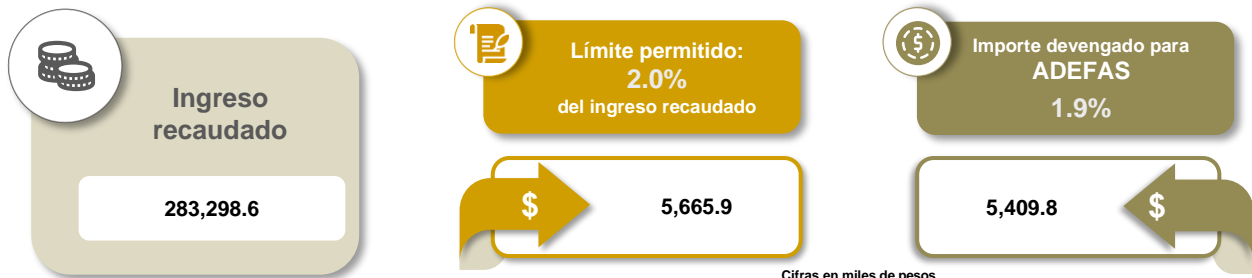 Ingreso
recaudado
283,298.6
Límite permitido:
2.0%
del ingreso recaudado
$
5,665.9
Importe devengado para
ADEFAS
1.9%
5,409.8
$
Cifras en miles de pesos